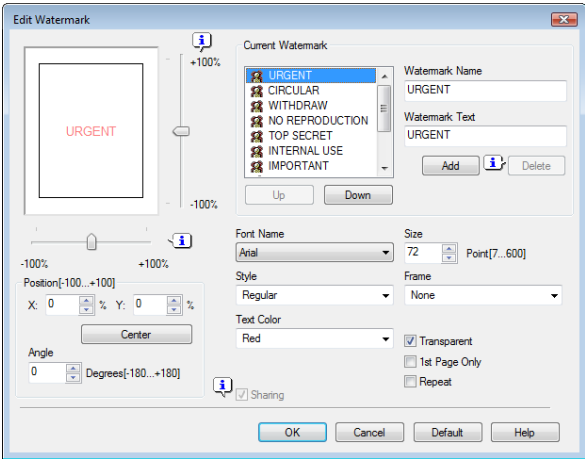 Edit Watermark
URGENT
+100%
-100%
-100%
+100%
Position[-100...+100]
X: 0 % Y: 0 %
Center
Angle
0 Degrees[-180...+180]
Current Watermark
URGENT
CIRCULAR
WITHDRAW
NO REPRODUCTION
TOP SECRET
INTERNAL USE
IMPORTANT
Up
Down
Watermark Name
URGENT
Watermark Text
URGENT
Add
Delete
Font Name
Arial
Size
72 Point[7...600]
Style
Regular
Frame
None
Text Color
Red
Transparent
1st Page Only
Repeat
Sharing
OK
Cancel
Default
Help